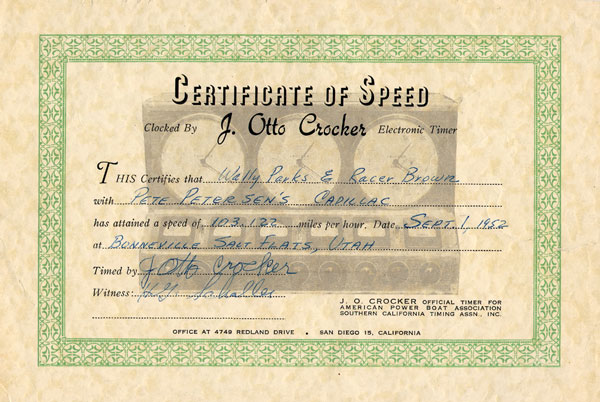 CERTIFICATE OF SPEED
Clocked By J. Otto Crocker Electronic Timer
THIS Certifies that Wally Parks & Racer Brown
with PETE PETERSEN'S CADILLAC
has attained a speed of 103.122 miles per hour. Date SEPT 1, 1952
at BONNEVILLE SALT FLATS, UTAH
Timed by J Otto Crocker
Witness:
J. O. CROCKER OFFICIAL TIMER FOR
AMERICAN POWER BOAT ASSOCIATION
SOUTHERN CALIFORNIA TIMING ASSN., INC.
OFFICE AT 4749 REDLAND DRIVE • SAN DIEGO 15, CALIFORNIA